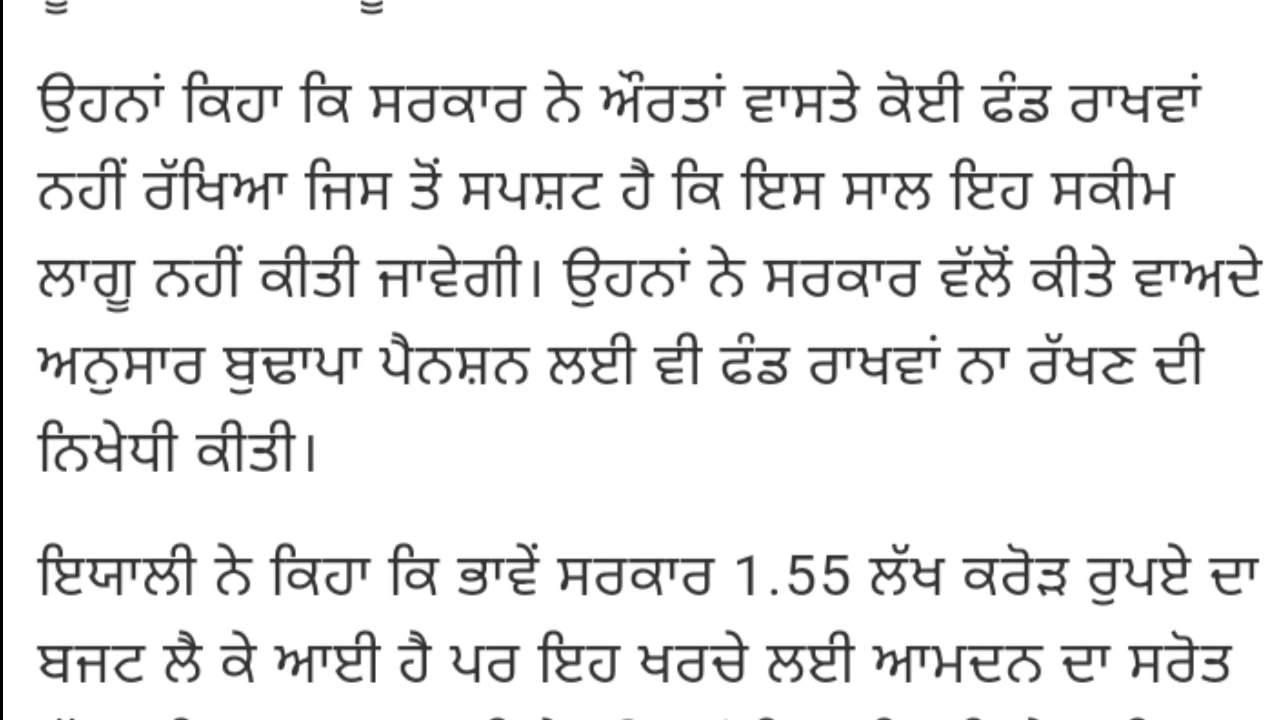 ਉਹਨਾਂ ਕਿਹਾ ਕਿ ਸਰਕਾਰ ਨੇ ਔਰਤਾਂ ਵਾਸਤੇ ਕੋਈ ਫੰਡ ਰਾਖਵਾਂ
ਨਹੀਂ ਰੱਖਿਆ ਜਿਸ ਤੋਂ ਸਪਸ਼ਟ ਹੈ ਕਿ ਇਸ ਸਾਲ ਇਹ ਸਕੀਮ
ਲਾਗੂ ਨਹੀਂ ਕੀਤੀ ਜਾਵੇਗੀ। ਉਹਨਾਂ ਨੇ ਸਰਕਾਰ ਵੱਲੋਂ ਕੀਤੇ ਵਾਅਦੇ
ਅਨੁਸਾਰ ਬੁਢਾਪਾ ਪੈਨਸ਼ਨ ਲਈ ਵੀ ਫੰਡ ਰਾਖਵਾਂ ਨਾ ਰੱਖਣ ਦੀ
ਨਿਖੇਧੀ ਕੀਤੀ।
ਇਯਾਲੀ ਨੇ ਕਿਹਾ ਕਿ ਭਾਵੇਂ ਸਰਕਾਰ 1.55 ਲੱਖ ਕਰੋੜ ਰੁਪਏ ਦਾ
ਬਜਟ ਲੈ ਕੇ ਆਈ ਹੈ ਪਰ ਇਹ ਖਰਚੇ ਲਈ ਆਮਦਨ ਦਾ ਸਰੋਤ